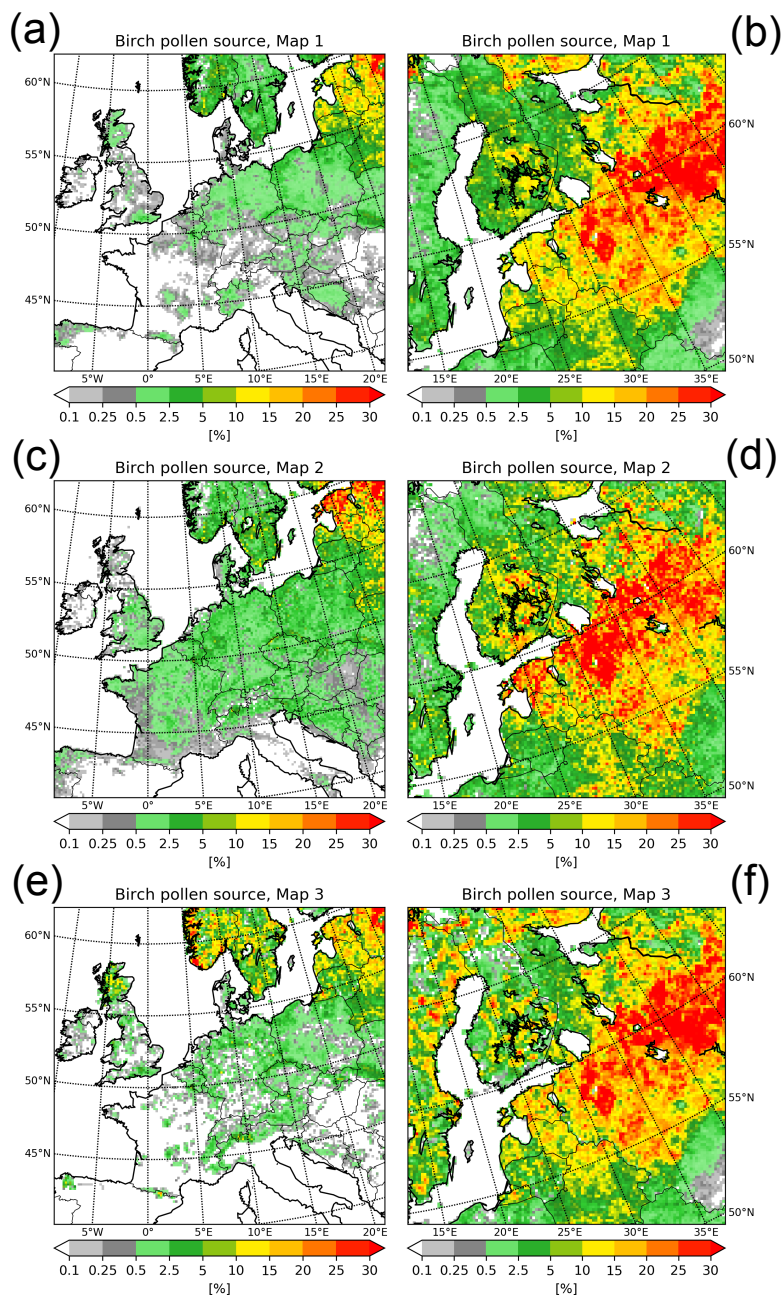 (a)
Birch pollen source, Map 1
60°N
55°N
50°N
45°N
5°W 0° 5°E 10°E 15°E 20°E
0.1 0.25 0.5 2.5 5 10 15 20 25 30
[%]
(b)
Birch pollen source, Map 1
60°N
55°N
50°N
15°E 20°E 25°E 30°E 35°E
0.1 0.25 0.5 2.5 5 10 15 20 25 30
[%]
(c)
Birch pollen source, Map 2
60°N
55°N
50°N
45°N
5°W 0° 5°E 10°E 15°E 20°E
0.1 0.25 0.5 2.5 5 10 15 20 25 30
[%]
(d)
Birch pollen source, Map 2
60°N
55°N
50°N
15°E 20°E 25°E 30°E 35°E
0.1 0.25 0.5 2.5 5 10 15 20 25 30
[%]
(e)
Birch pollen source, Map 3
60°N
55°N
50°N
45°N
5°W 0° 5°E 10°E 15°E 20°E
0.1 0.25 0.5 2.5 5 10 15 20 25 30
[%]
(f)
Birch pollen source, Map 3
60°N
55°N
50°N
15°E 20°E 25°E 30°E 35°E
0.1 0.25 0.5 2.5 5 10 15 20 25 30
[%]